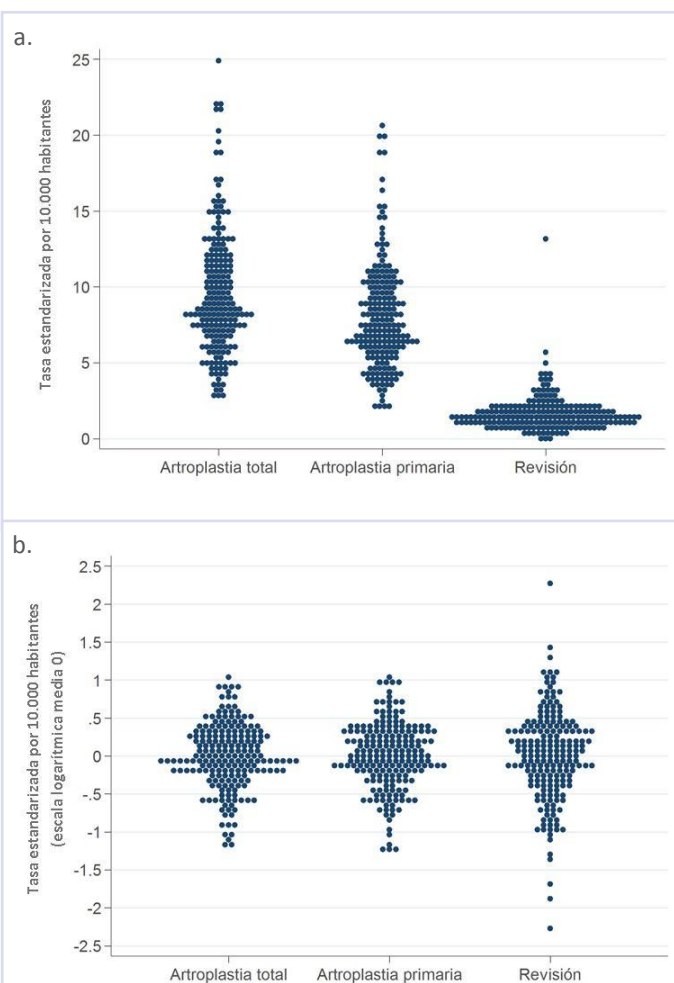 a.
Tasa estandarizada por 10.000 habitantes
25
20
15
10
5
0
Artroplastia total
Artroplastia primaria
Revisión
b.
Tasa estandarizada por 10.000 habitantes
(escala logarítmica media 0)
2.5
2
1.5
1
.5
0
-.5
-1
-1.5
-2
-2.5
Artroplastia total
Artroplastia primaria
Revisión